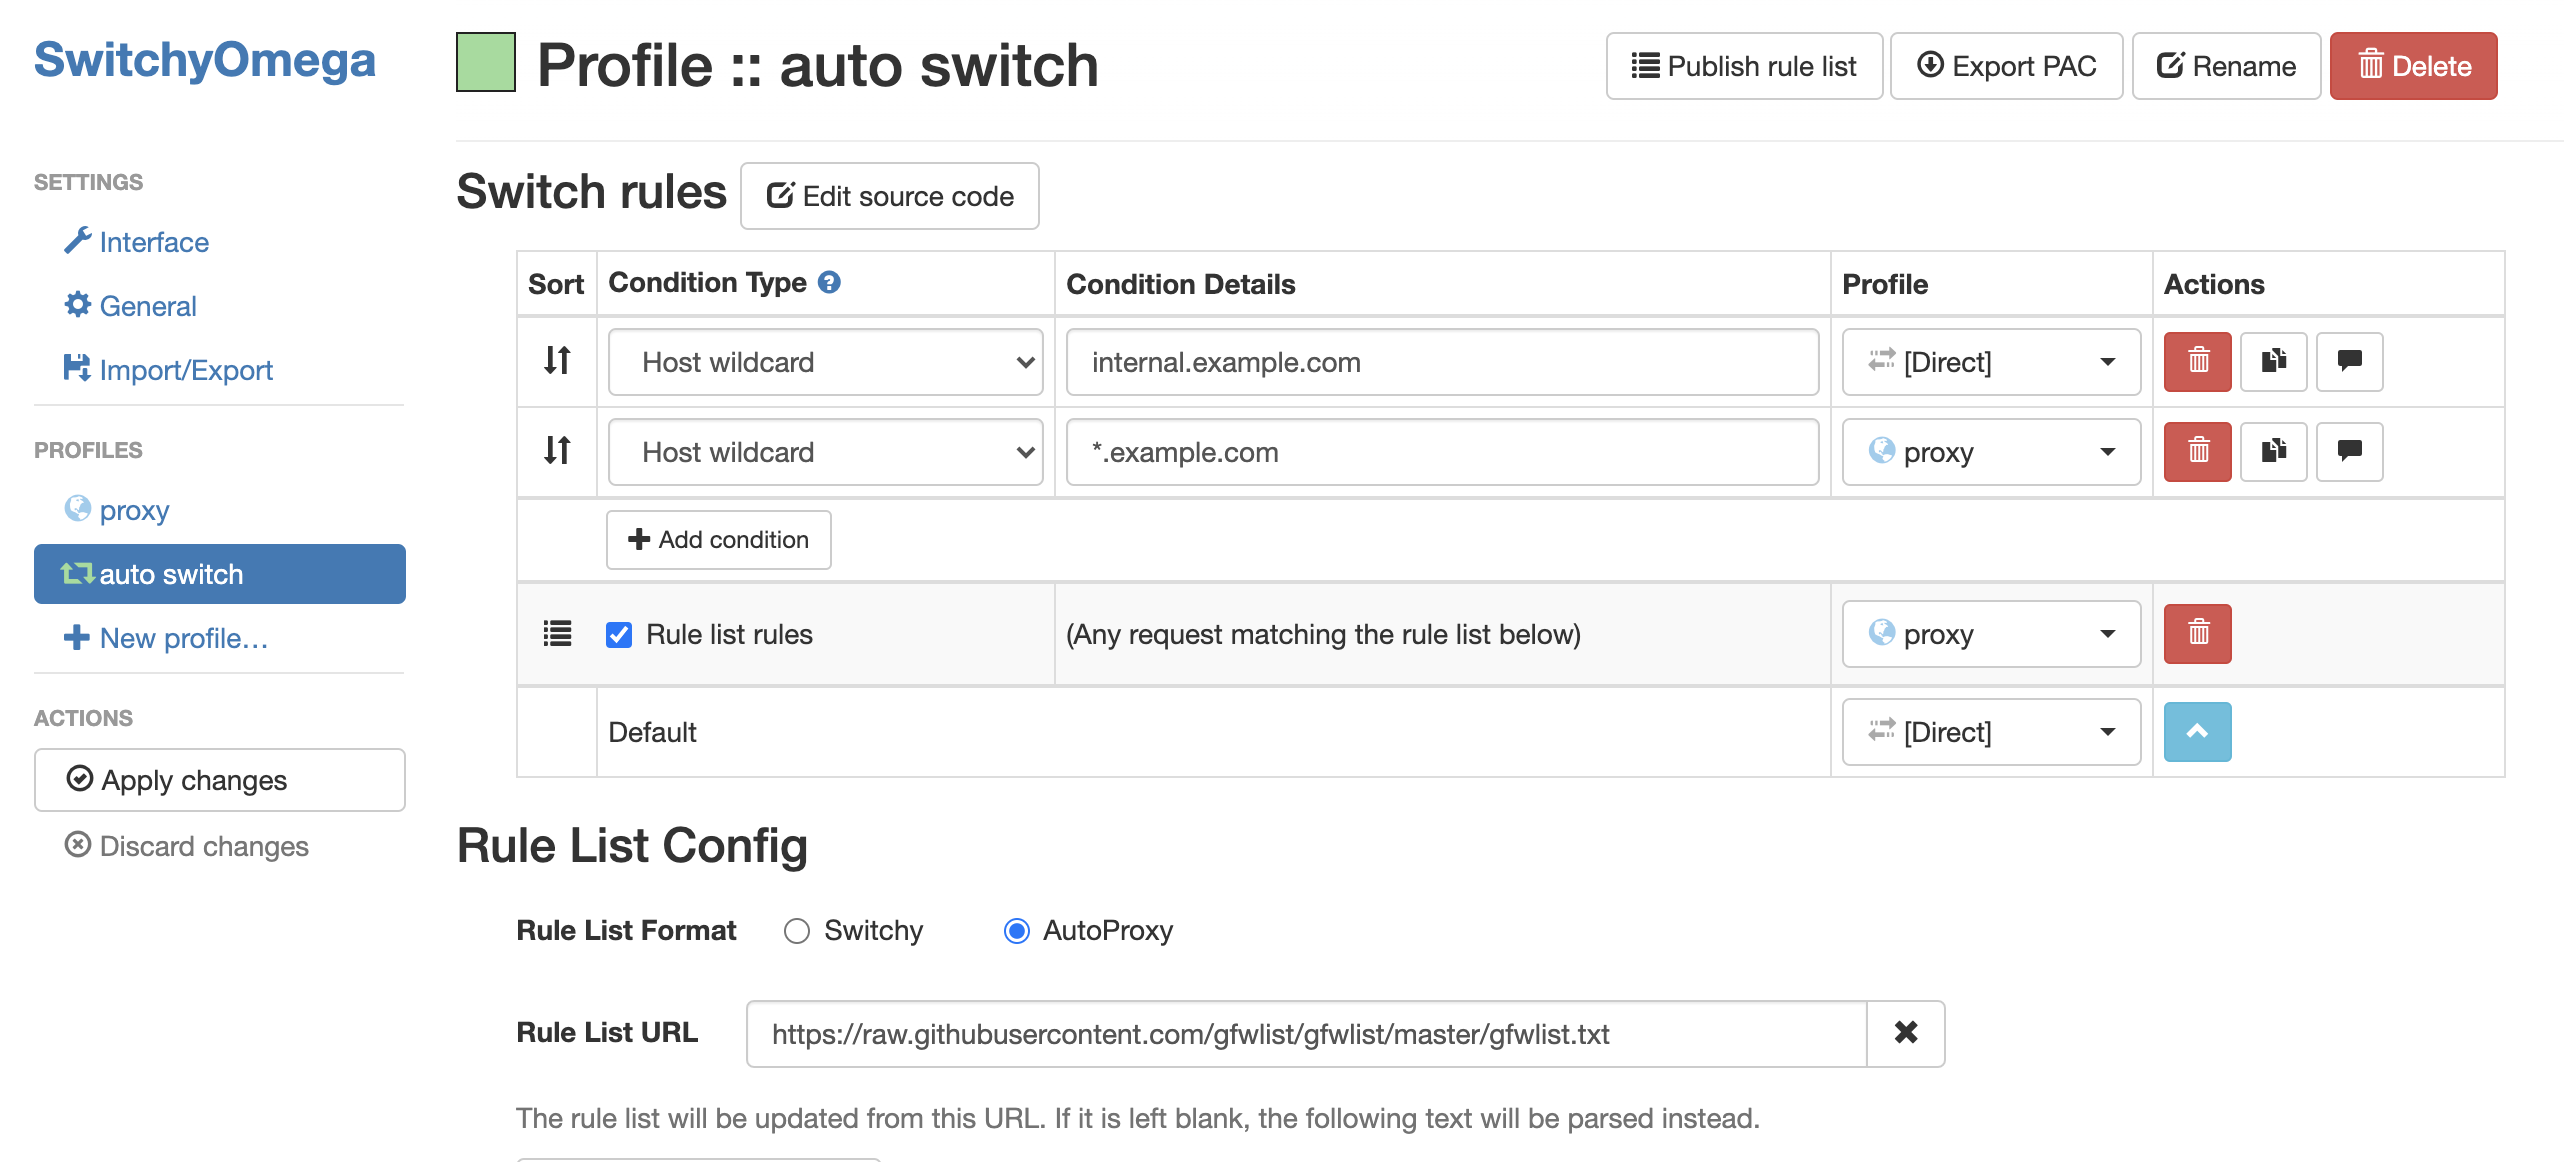 SwitchyOmega
Profile :: auto switch
Publish rule list
Export PAC
Rename
Delete
SETTINGS
Interface
General
Import/Export
PROFILES
proxy
auto switch
New profile…
ACTIONS
Apply changes
Discard changes
Switch rules
Edit source code
Sort Condition Type Condition Details Profile Actions
Host wildcard internal.example.com [Direct]
Host wildcard *.example.com proxy
Add condition
Rule list rules (Any request matching the rule list below) proxy
Default [Direct]
Rule List Config
Rule List Format Switchy AutoProxy
Rule List URL https://raw.githubusercontent.com/gfwlist/gfwlist/master/gfwlist.txt
The rule list will be updated from this URL. If it is left blank, the following text will be parsed instead.